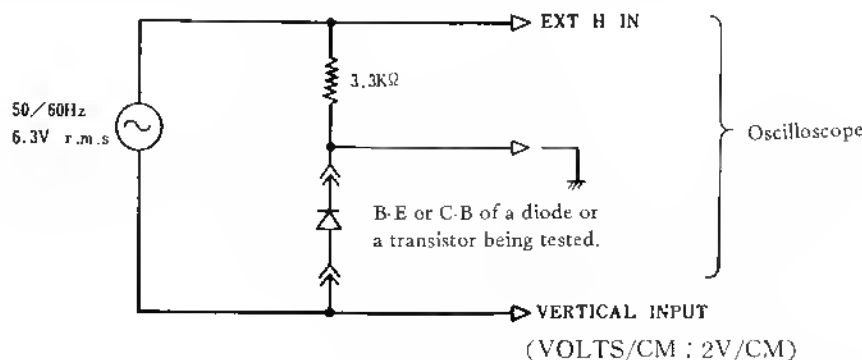 EXT H IN
3.3KΩ
50/60Hz
6.3V r.m.s
Oscilloscope
B-E or C-B of a diode or
a transistor being tested.
VERTICAL INPUT
(VOLTS/CM : 2V/CM)